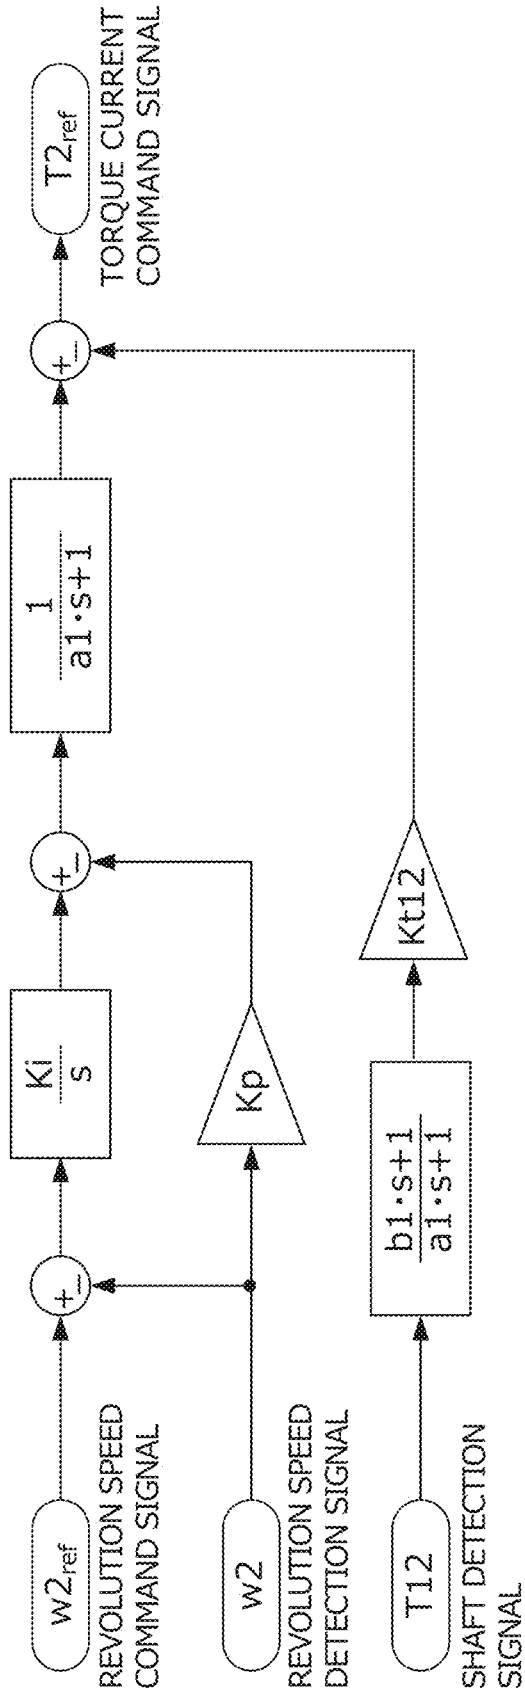 w2ref
REVOLUTION SPEED
COMMAND SIGNAL
+
−
Ki
s
+
−
1
a1·s+1
+
−
T2ref
TORQUE CURRENT
COMMAND SIGNAL
w2
REVOLUTION SPEED
DETECTION SIGNAL
Kp
T12
SHAFT DETECTION
SIGNAL
b1·s+1
a1·s+1
Kt12